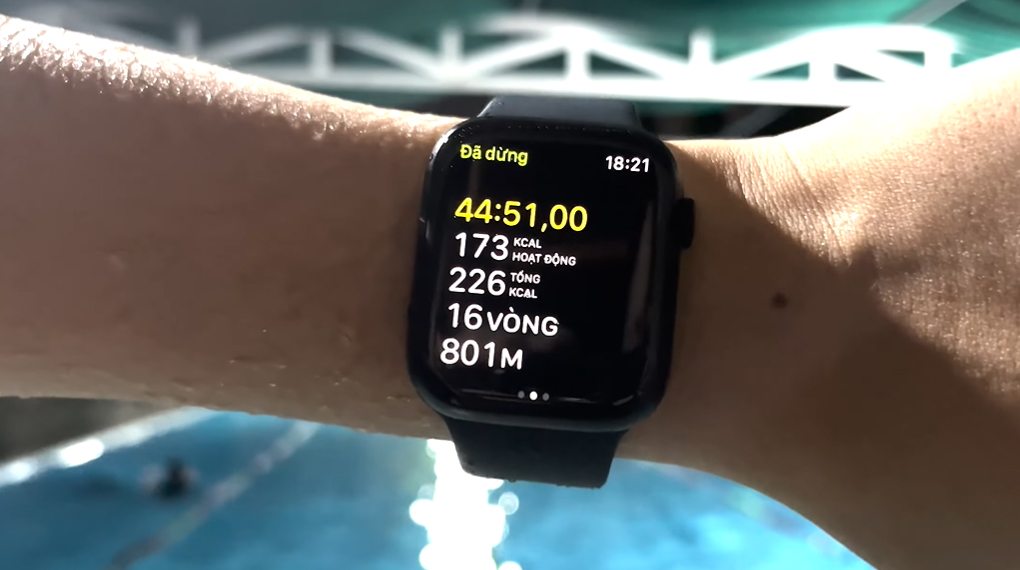 Đã dừng
18:21
44:51,00
173 KCAL HOẠT ĐỘNG
226 TỔNG KCAL
16 VÒNG
801M